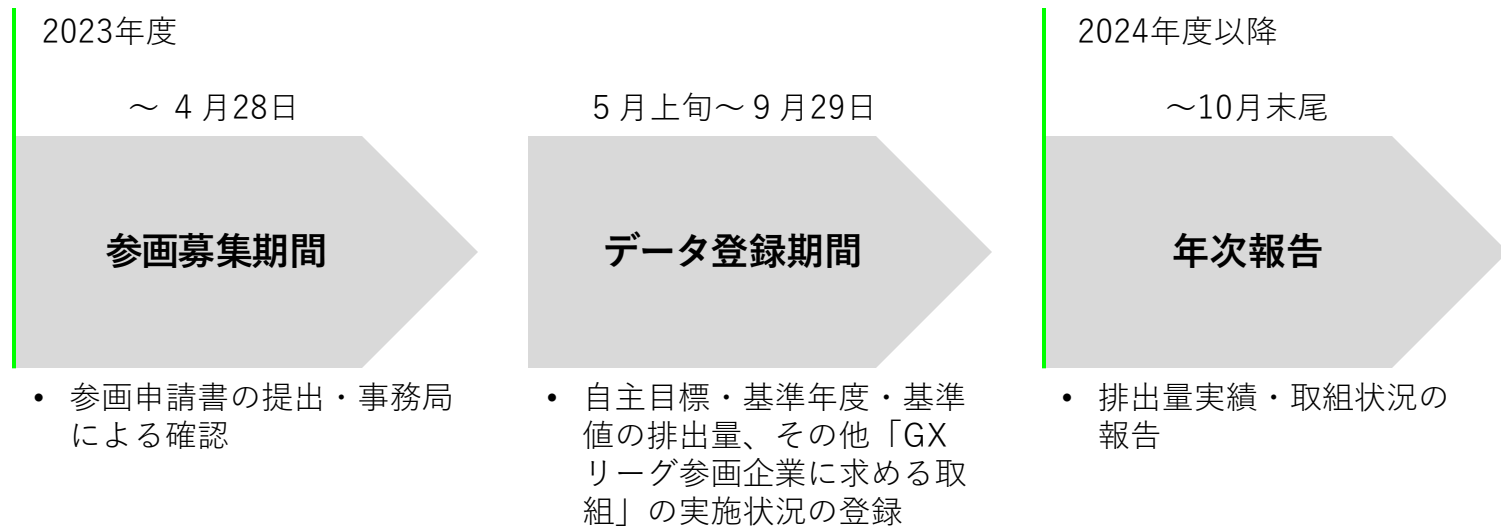 2023年度
～ 4月28日
参画募集期間
• 参画申請書の提出・事務局
による確認
5月上旬～9月29日
データ登録期間
• 自主目標・基準年度・基準
値の排出量、その他「GX
リーグ参画企業に求める取
組」の実施状況の登録
2024年度以降
～10月末尾
年次報告
• 排出量実績・取組状況の
報告